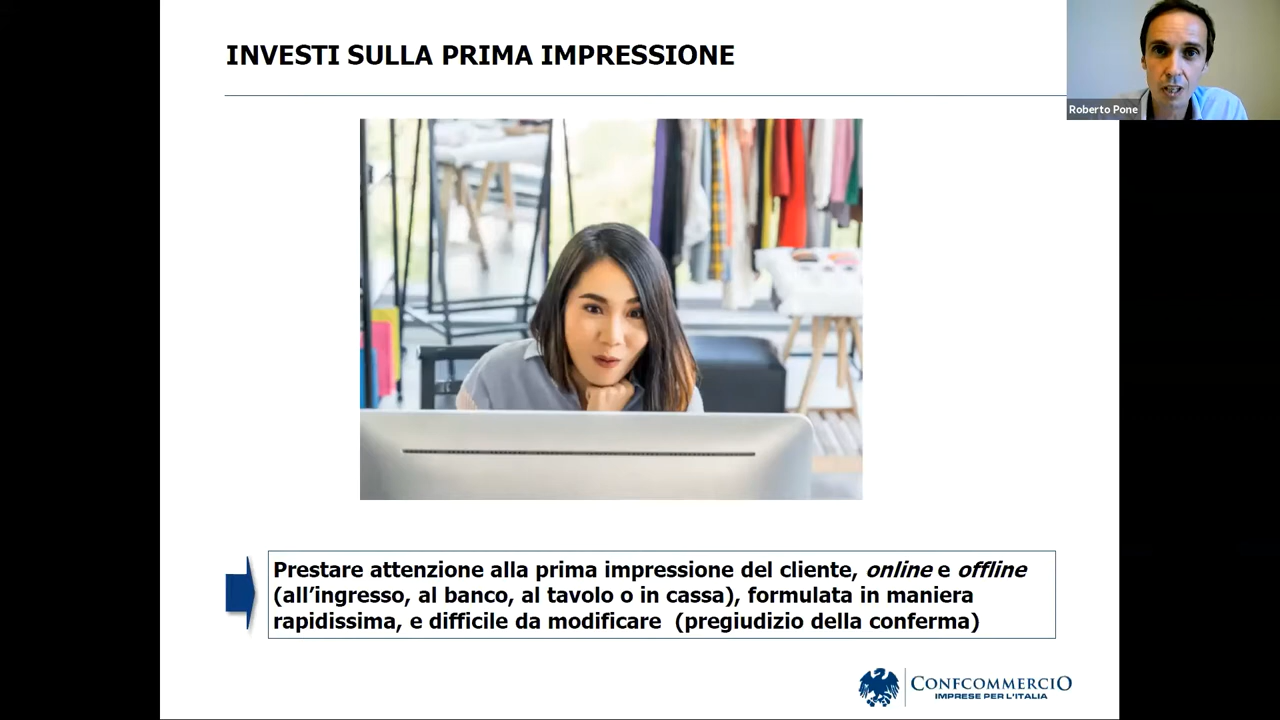 INVESTI SULLA PRIMA IMPRESSIONE
Roberto Pone
Prestare attenzione alla prima impressione del cliente, online e offline
(all’ingresso, al banco, al tavolo o in cassa), formulata in maniera
rapidissima, e difficile da modificare (pregiudizio della conferma)
CONFCOMMERCIO
IMPRESE PER L'ITALIA